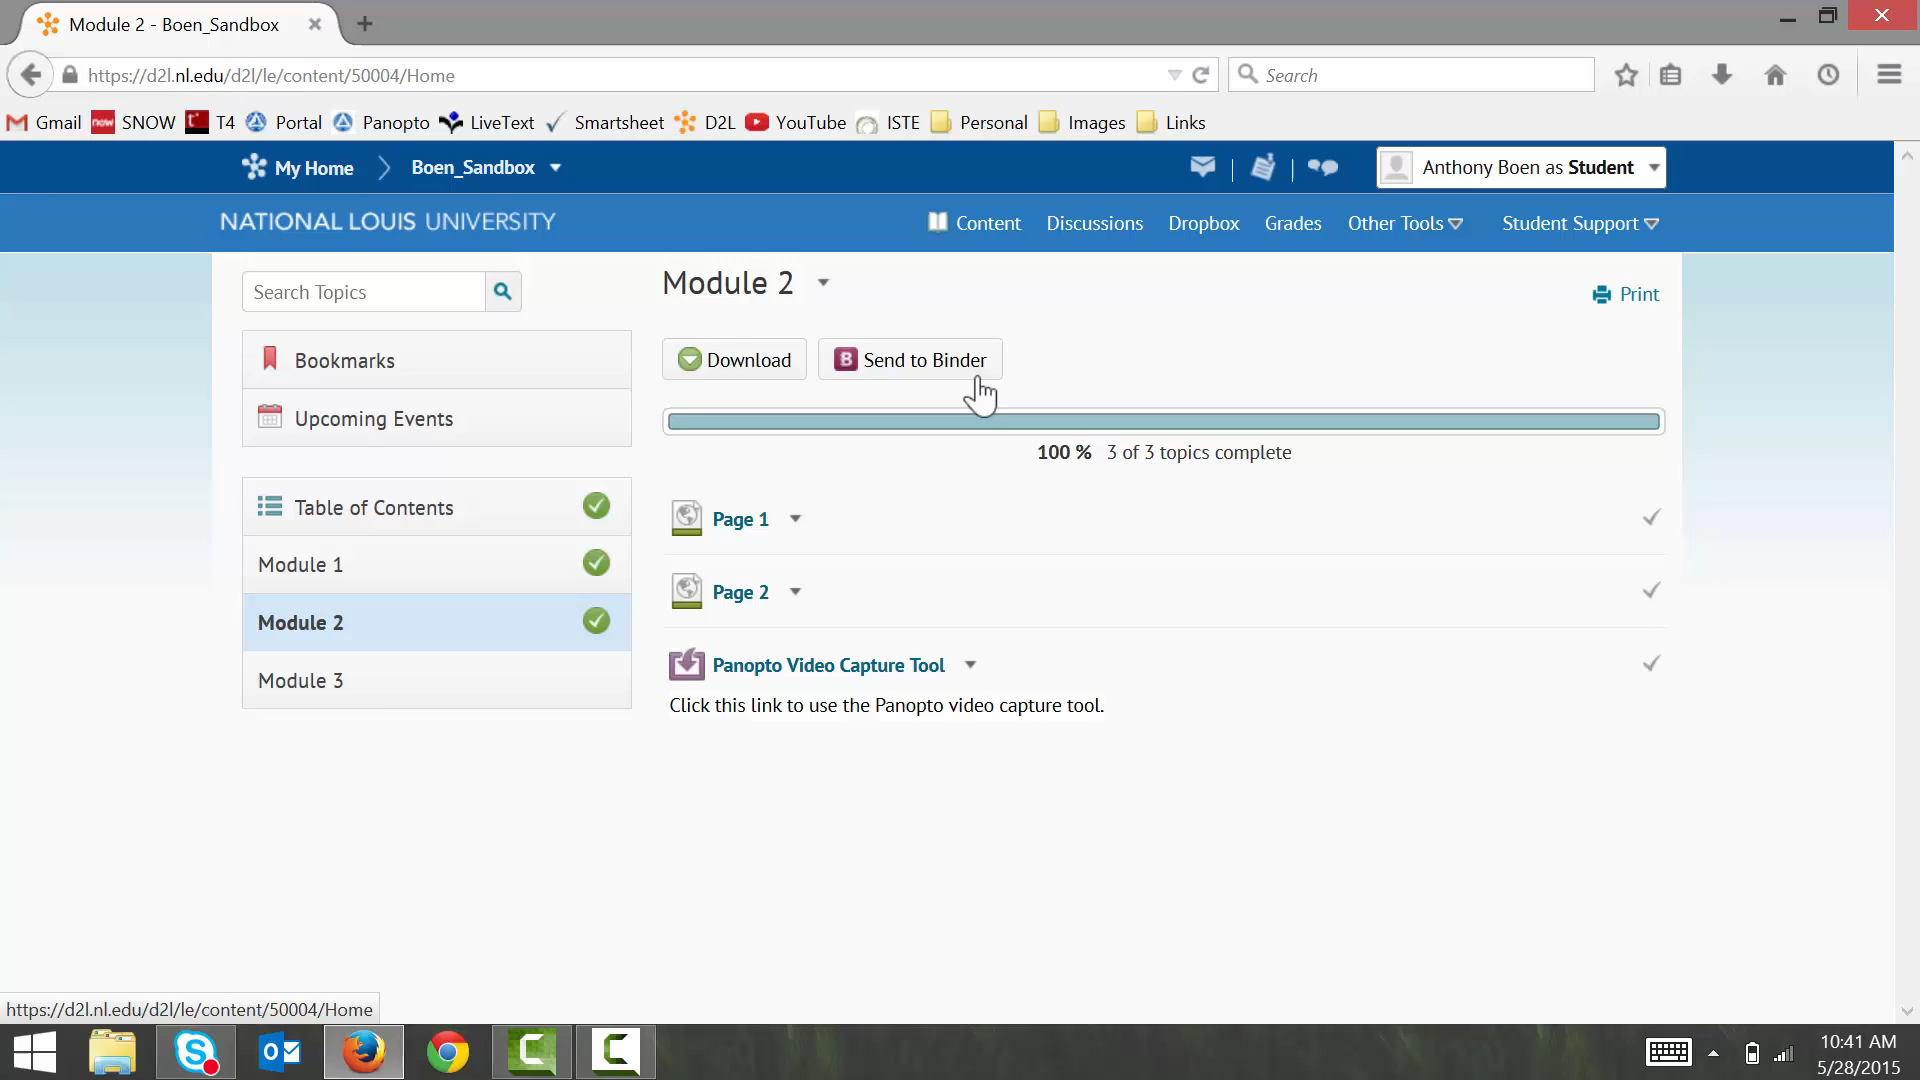 Module 2 - Boen_Sandbox
https://d2l.nl.edu/d2l/le/content/50004/Home
Search
Gmail now SNOW T4 Portal Panopto LiveText Smartsheet D2L YouTube ISTE Personal Images Links
My Home Boen_Sandbox Anthony Boen as Student
NATIONAL LOUIS UNIVERSITY Content Discussions Dropbox Grades Other Tools Student Support
Search Topics
Module 2
Print
Bookmarks
Download B Send to Binder
Upcoming Events
100 % 3 of 3 topics complete
Table of Contents
Module 1
Module 2
Module 3
Page 1
Page 2
Panopto Video Capture Tool
Click this link to use the Panopto video capture tool.
https://d2l.nl.edu/d2l/le/content/50004/Home
10:41 AM
5/28/2015